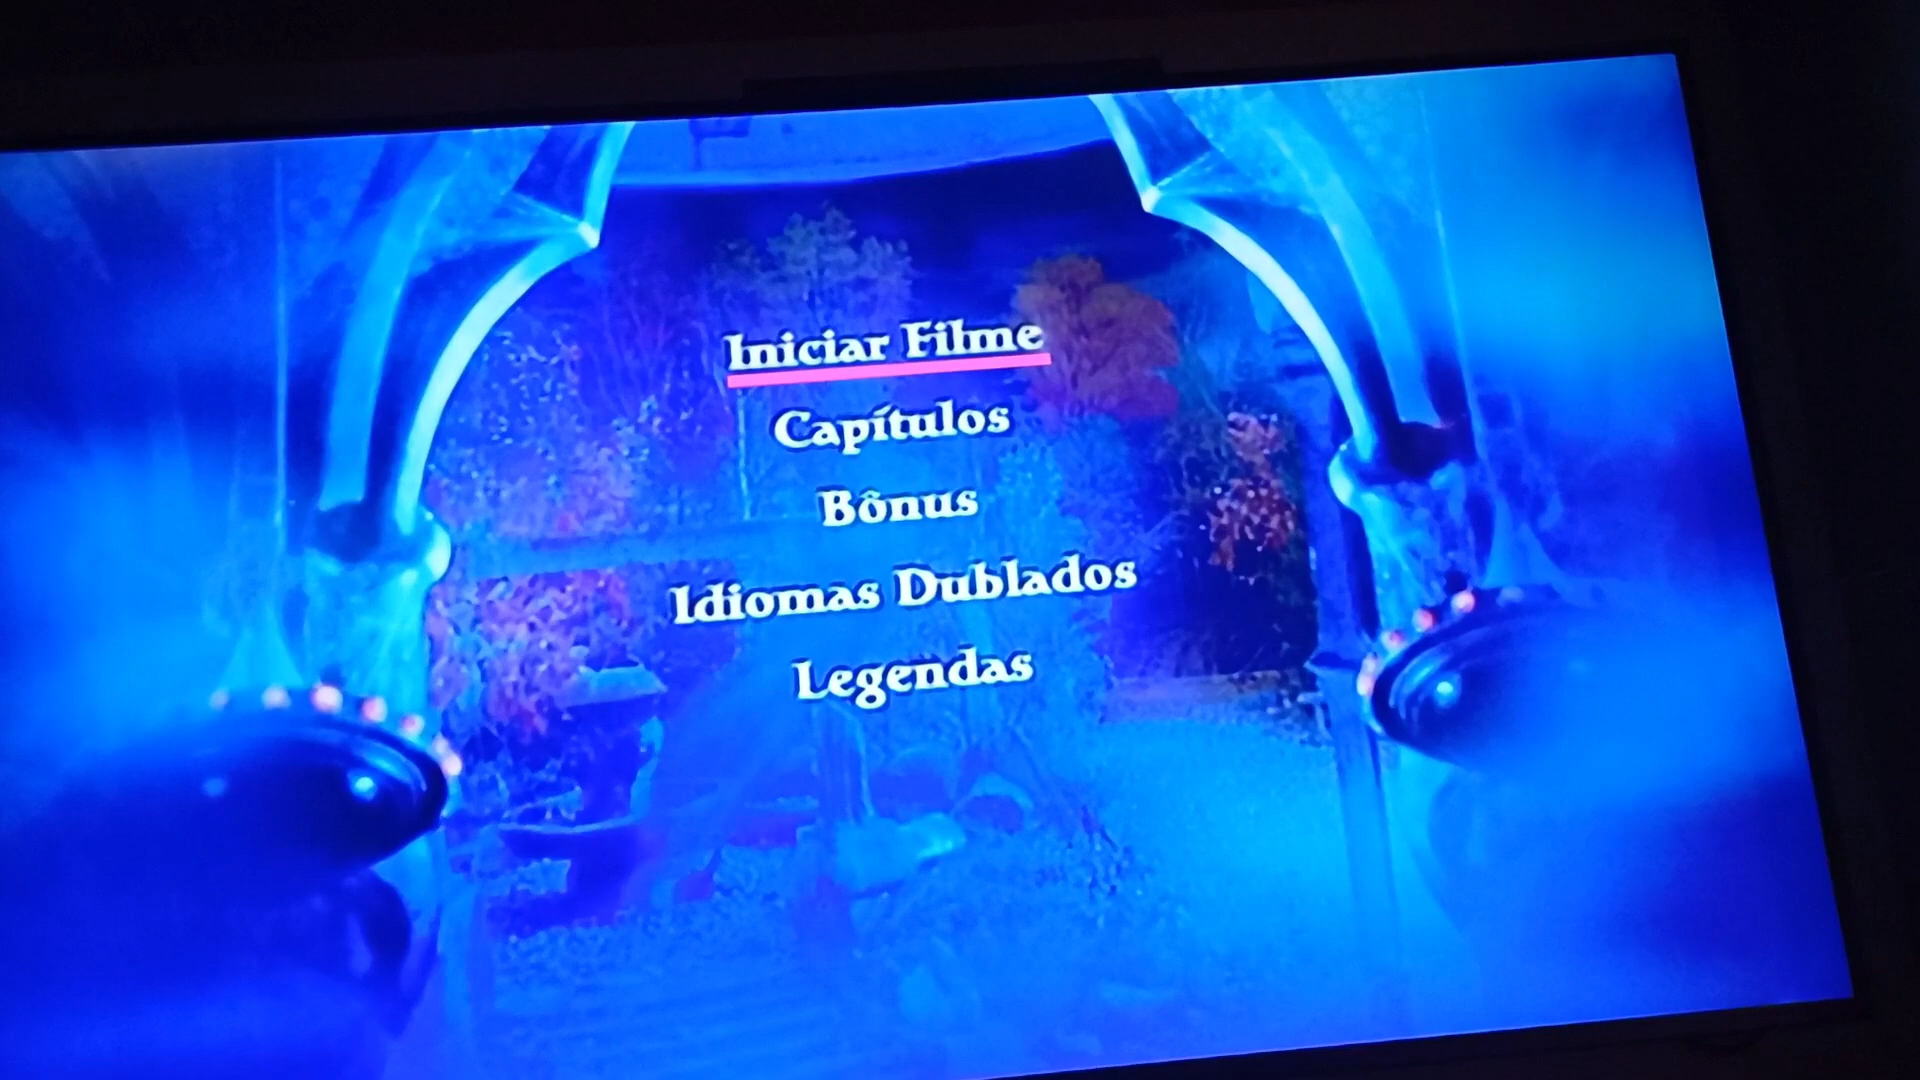 Iniciar Filme
Capítulos
Bônus
Idiomas Dublados
Legendas